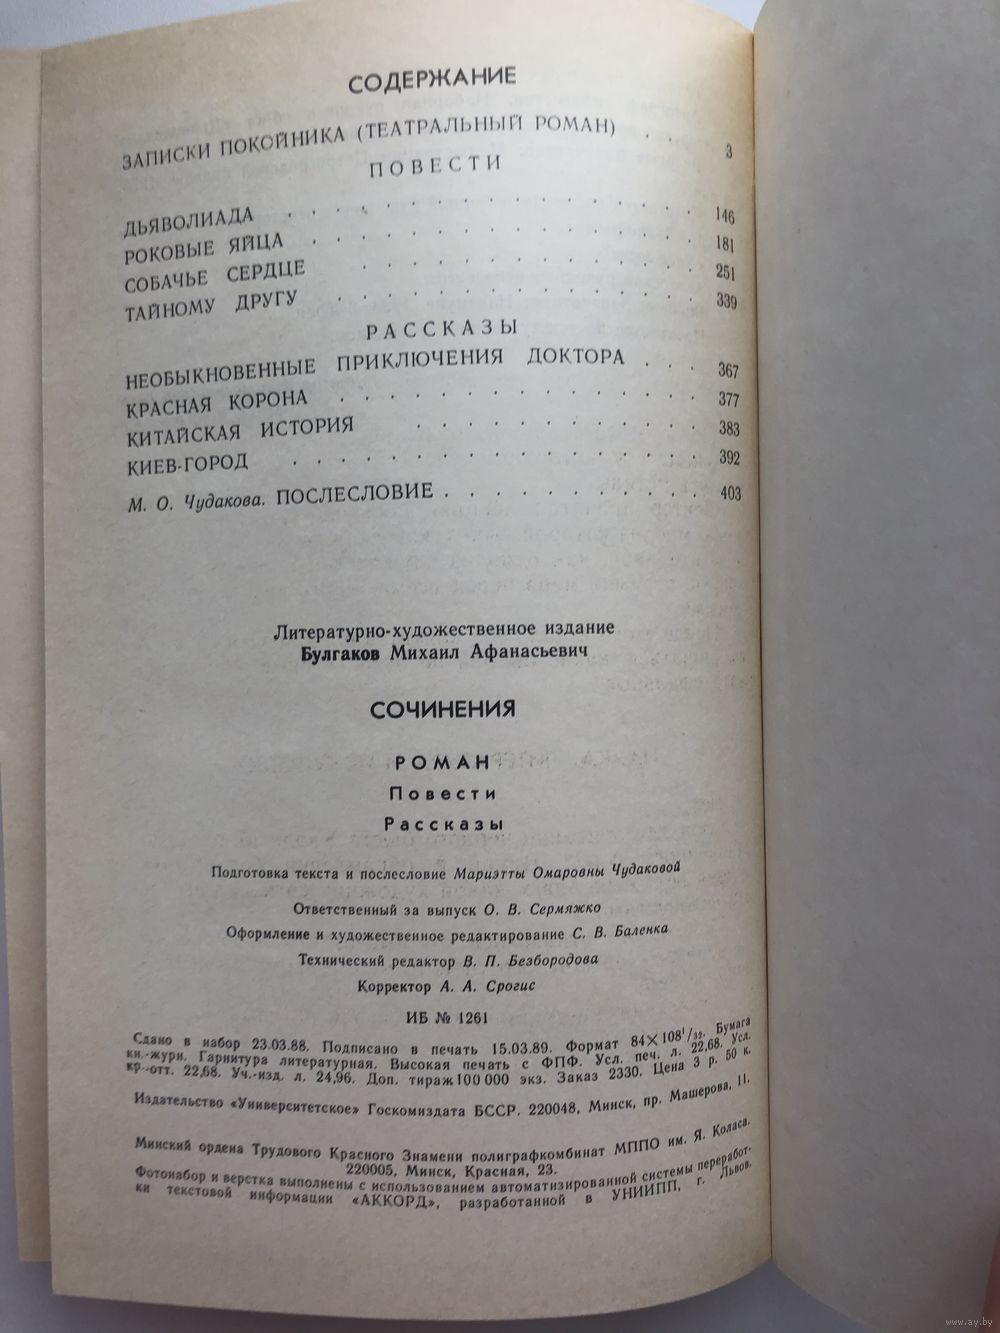 СОДЕРЖАНИЕ
ЗАПИСКИ ПОКОЙНИКА (ТЕАТРАЛЬНЫЙ РОМАН) . . 3
ПОВЕСТИ
ДЬЯВОЛИАДА . . . . . . . . . . . . . . . . 146
РОКОВЫЕ ЯЙЦА . . . . . . . . . . . . . . . 181
СОБАЧЬЕ СЕРДЦЕ . . . . . . . . . . . . . 251
ТАЙНОМУ ДРУГУ . . . . . . . . . . . . . . 339
РАССКАЗЫ
НЕОБЫКНОВЕННЫЕ ПРИКЛЮЧЕНИЯ ДОКТОРА . . . 367
КРАСНАЯ КОРОНА . . . . . . . . . . . . . . 377
КИТАЙСКАЯ ИСТОРИЯ . . . . . . . . . . . 383
КИЕВ-ГОРОД . . . . . . . . . . . . . . . . 392
М. О. Чудакова. ПОСЛЕСЛОВИЕ . . . . . . . . . . 403
Литературно-художественное издание
Булгаков Михаил Афанасьевич
СОЧИНЕНИЯ
РОМАН
Повести
Рассказы
Подготовка текста и послесловие Мариэтты Омаровны Чудаковой
Ответственный за выпуск О. В. Сермяжко
Оформление и художественное редактирование С. В. Баленка
Технический редактор В. П. Безбородова
Корректор А. А. Срогис
ИБ № 1261
Сдано в набор 23.03.88. Подписано в печать 15.03.89. Формат 84×108¹/₃₂. Бумага
кн.-журн. Гарнитура литературная. Высокая печать с ФПФ. Усл. печ. л. 22,68. Усл.
кр.-отт. 22,68. Уч.-изд. л. 24,96. Доп. тираж 100 000 экз. Заказ 2330. Цена 3 р. 50 к.
Издательство «Университетское» Госкомиздата БССР. 220048, Минск, пр. Машерова, 11.
Минский ордена Трудового Красного Знамени полиграфкомбинат МППО им. Я. Коласа.
220005, Минск, Красная, 23.
Фотонабор и верстка выполнены с использованием автоматизированной системы переработ-
ки текстовой информации «АККОРД», разработанной в УНИИПП, г. Львов.
www.ay.by